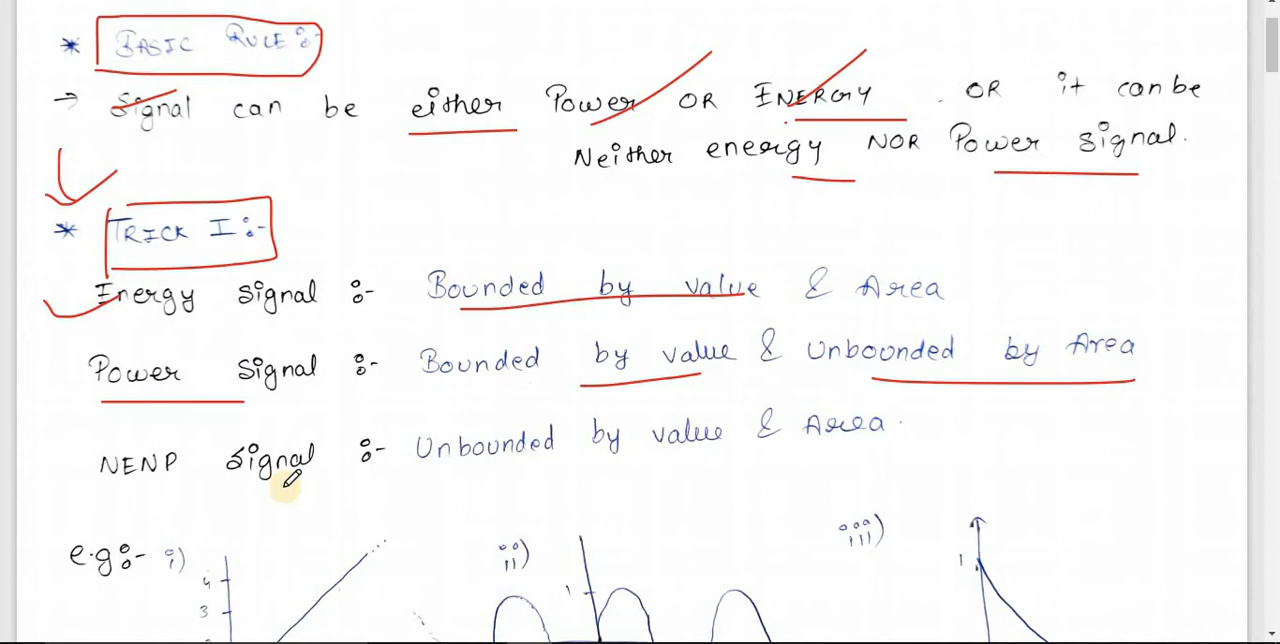 * BASIC RULE:-
→ Signal can be either Power OR ENERGY. OR it can be
Neither energy NOR Power signal.
* TRICK I:-
Energy signal :- Bounded by value & Area
Power signal :- Bounded by value & Unbounded by Area
NENP signal :- Unbounded by value & Area.
e.g:- i) ii) iii)
4
3
1
1